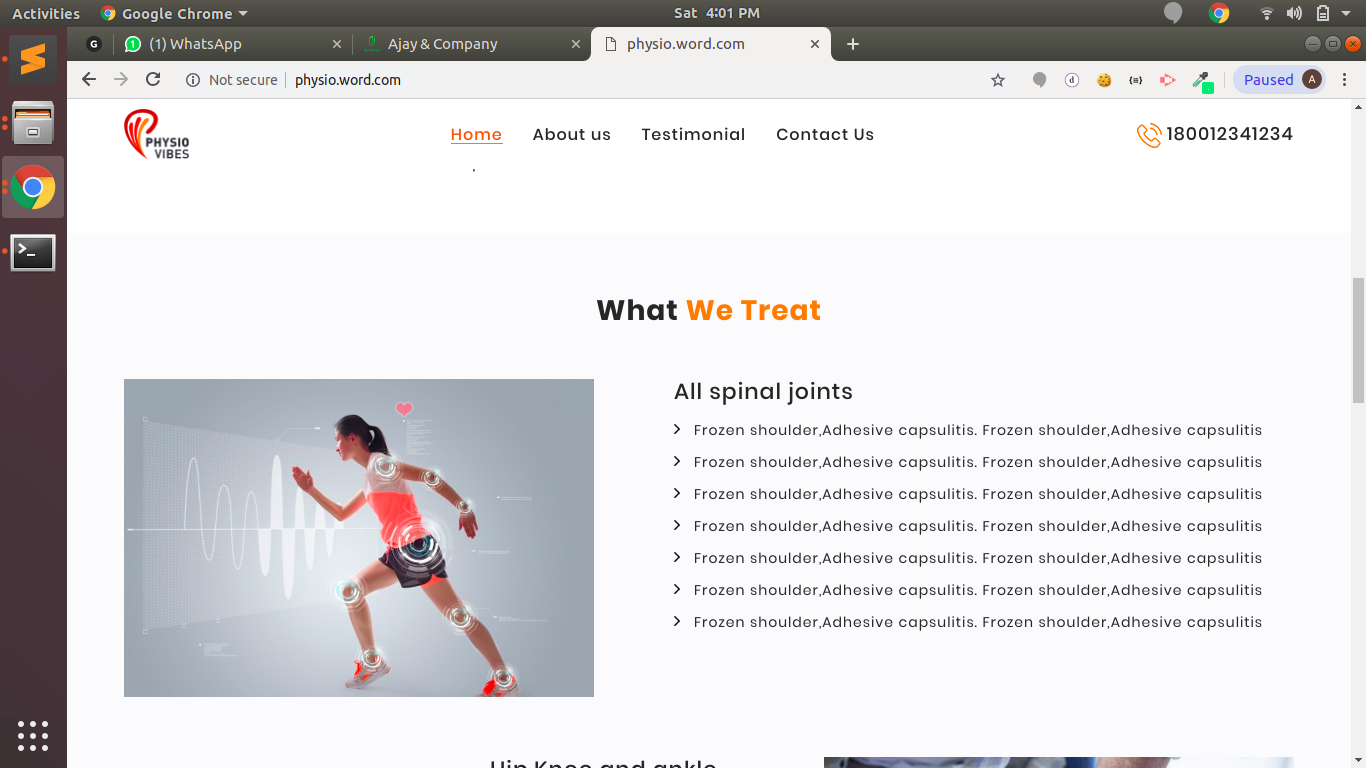 Activities
Google Chrome
Sat 4:01 PM
G
1
(1) WhatsApp
Ajay & Company
physio.word.com
Not secure
physio.word.com
Paused
A
PHYSIO
VIBES
Home
About us
Testimonial
Contact Us
180012341234
What We Treat
All spinal joints
Frozen shoulder,Adhesive capsulitis. Frozen shoulder,Adhesive capsulitis
Frozen shoulder,Adhesive capsulitis. Frozen shoulder,Adhesive capsulitis
Frozen shoulder,Adhesive capsulitis. Frozen shoulder,Adhesive capsulitis
Frozen shoulder,Adhesive capsulitis. Frozen shoulder,Adhesive capsulitis
Frozen shoulder,Adhesive capsulitis. Frozen shoulder,Adhesive capsulitis
Frozen shoulder,Adhesive capsulitis. Frozen shoulder,Adhesive capsulitis
Frozen shoulder,Adhesive capsulitis. Frozen shoulder,Adhesive capsulitis
Hip Knee and ankle